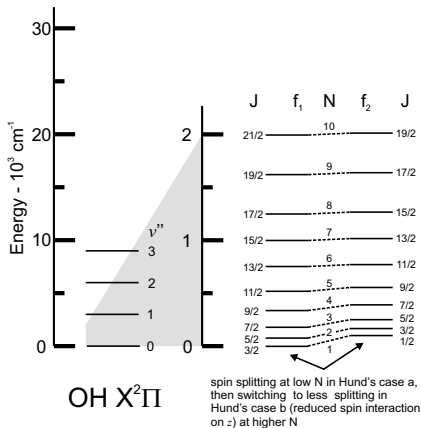 30
20
10
0
Energy - 10³ cm⁻¹
v"
3
2
1
0
2
1
0
J f₁ N f₂ J
21/2 10 19/2
19/2 9 17/2
17/2 8 15/2
15/2 7 13/2
13/2 6 11/2
11/2 5 9/2
9/2 4 7/2
7/2 3 5/2
5/2 2 3/2
3/2 1 1/2
OH X²Π
spin splitting at low N in Hund's case a,
then switching to less splitting in
Hund's case b (reduced spin interaction
on z) at higher N